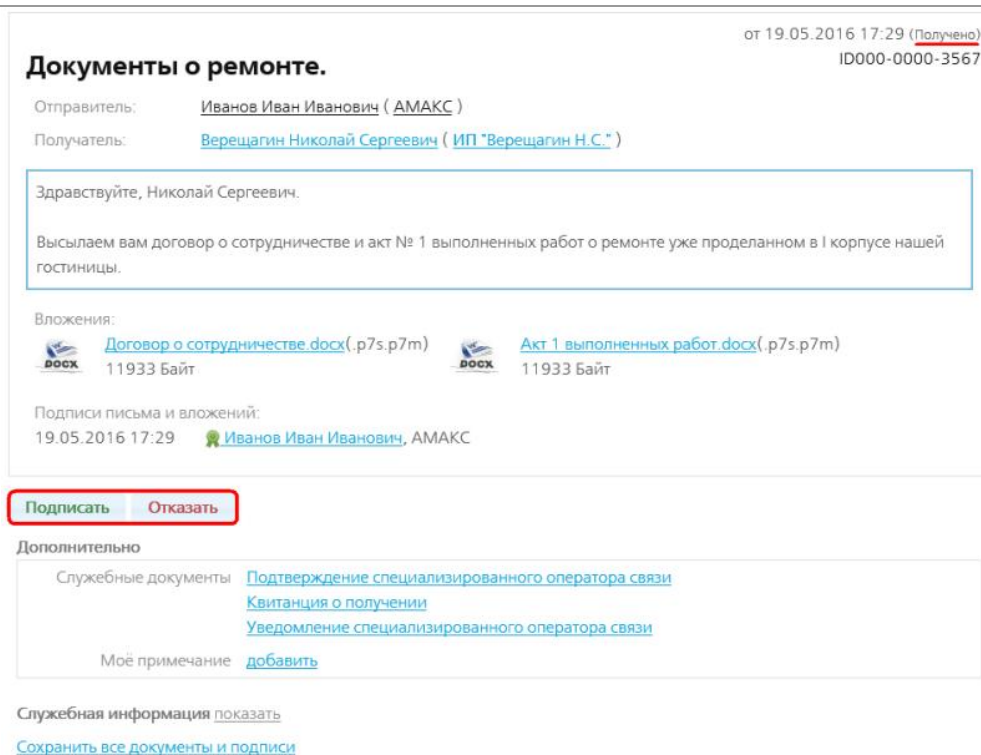 от 19.05.2016 17:29 (Получено)
Документы о ремонте.
ID000-0000-3567
Отправитель: Иванов Иван Иванович ( АМАКС )
Получатель: Верещагин Николай Сергеевич ( ИП "Верещагин Н.С." )
Здравствуйте, Николай Сергеевич.
Высылаем вам договор о сотрудничестве и акт № 1 выполненных работ о ремонте уже проделанном в I корпусе нашей
гостиницы.
Вложения:
DOCX Договор о сотрудничестве.docx(.p7s.p7m) DOCX Акт 1 выполненных работ.docx(.p7s.p7m)
11933 Байт 11933 Байт
Подписи письма и вложений:
19.05.2016 17:29 Иванов Иван Иванович, АМАКС
Подписать Отказать
Дополнительно
Служебные документы Подтверждение специализированного оператора связи
Квитанция о получении
Уведомление специализированного оператора связи
Моё примечание добавить
Служебная информация показать
Сохранить все документы и подписи